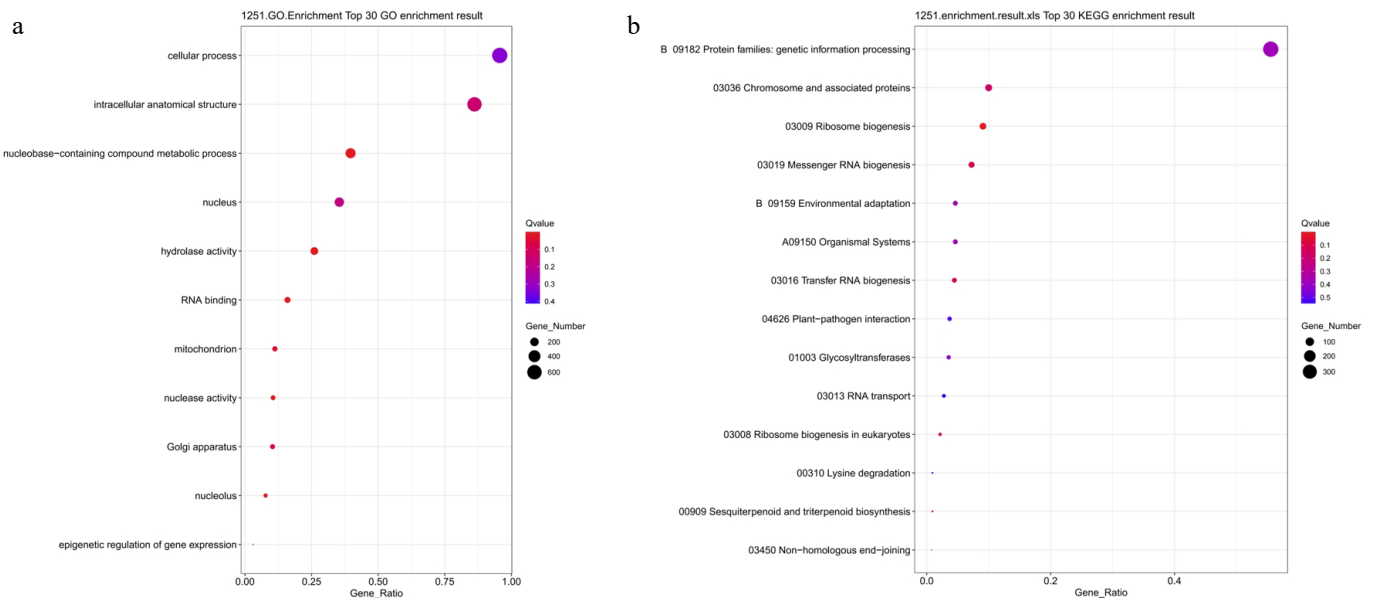 a
1251.GO.Enrichment Top 30 GO enrichment result
cellular process
intracellular anatomical structure
nucleobase−containing compound metabolic process
nucleus
hydrolase activity
RNA binding
mitochondrion
nuclease activity
Golgi apparatus
nucleolus
epigenetic regulation of gene expression
0.00 0.25 0.50 0.75 1.00
Gene_Ratio
Qvalue
0.1
0.2
0.3
0.4
Gene_Number
200
400
600
b
1251.enrichment.result.xls Top 30 KEGG enrichment result
B 09182 Protein families: genetic information processing
03036 Chromosome and associated proteins
03009 Ribosome biogenesis
03019 Messenger RNA biogenesis
B 09159 Environmental adaptation
A09150 Organismal Systems
03016 Transfer RNA biogenesis
04626 Plant−pathogen interaction
01003 Glycosyltransferases
03013 RNA transport
03008 Ribosome biogenesis in eukaryotes
00310 Lysine degradation
00909 Sesquiterpenoid and triterpenoid biosynthesis
03450 Non−homologous end−joining
0.0 0.2 0.4
Gene_Ratio
Qvalue
0.1
0.2
0.3
0.4
0.5
Gene_Number
100
200
300